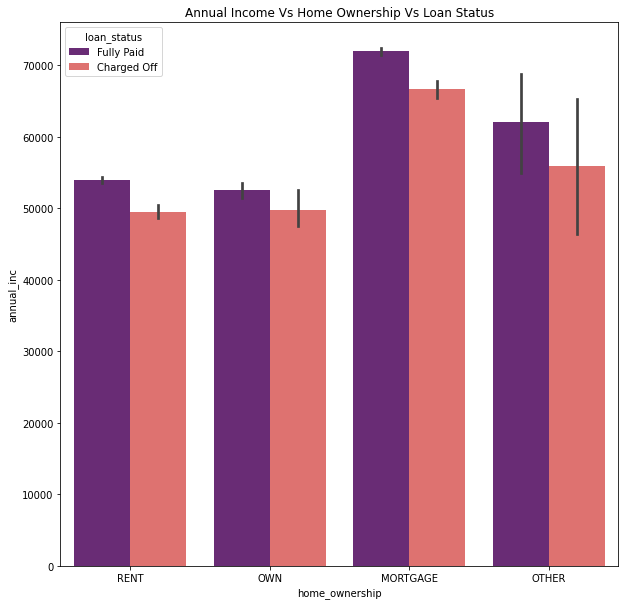 Annual Income Vs Home Ownership Vs Loan Status
loan_status
Fully Paid
Charged Off
70000
60000
50000
40000
30000
20000
10000
0
annual_inc
RENT OWN MORTGAGE OTHER
home_ownership